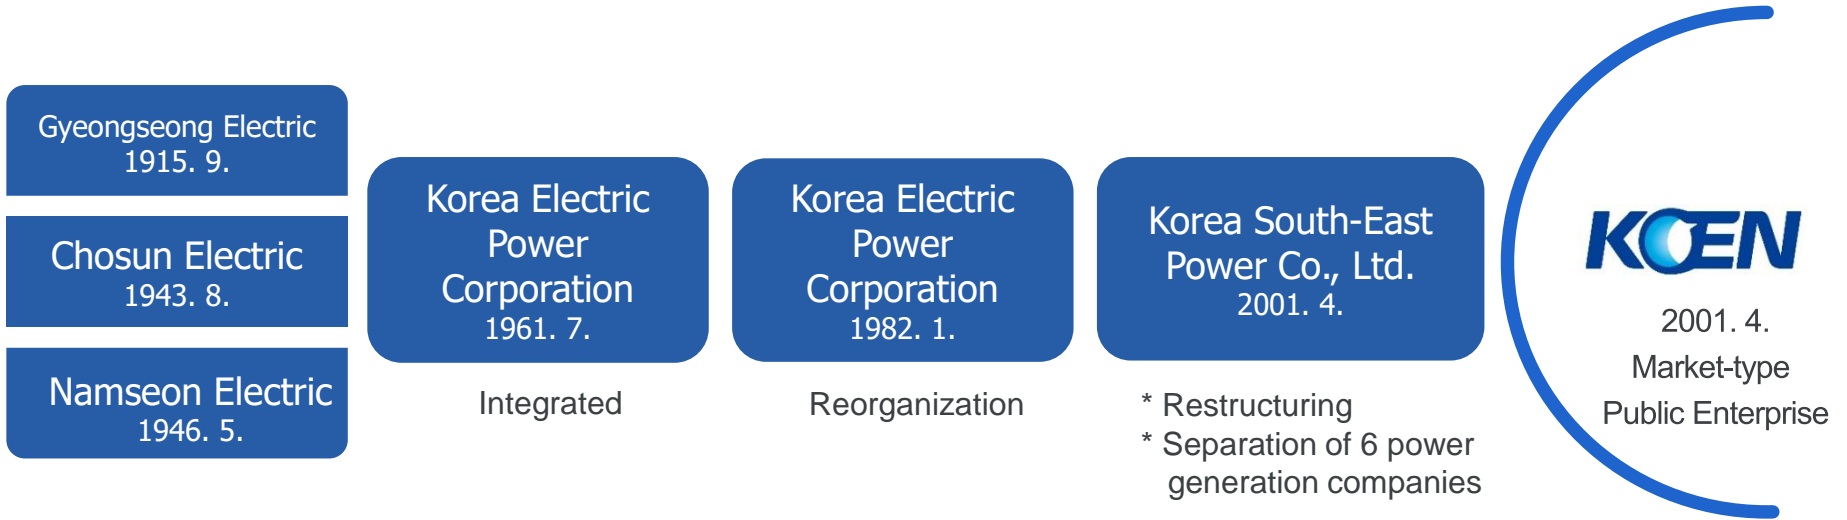 Gyeongseong Electric
1915. 9.
Chosun Electric
1943. 8.
Namseon Electric
1946. 5.
Korea Electric
Power
Corporation
1961. 7.
Integrated
Korea Electric
Power
Corporation
1982. 1.
Reorganization
Korea South-East
Power Co., Ltd.
2001. 4.
* Restructuring
* Separation of 6 power
generation companies
KOEN
2001. 4.
Market-type
Public Enterprise